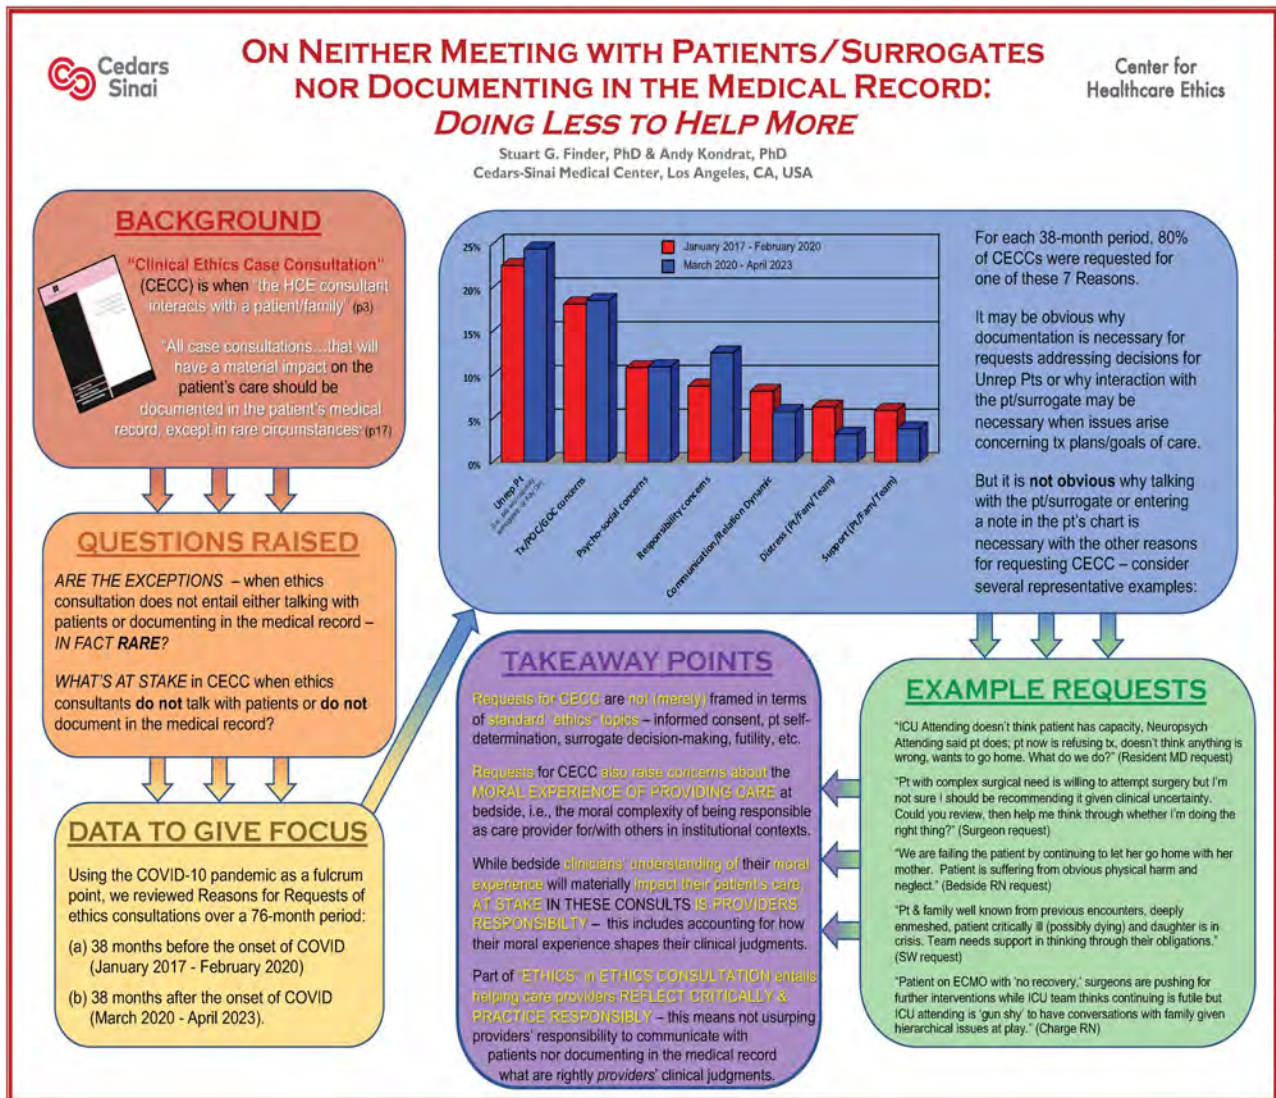 Cedars
Sinai
ON NEITHER MEETING WITH PATIENTS/SURROGATES
NOR DOCUMENTING IN THE MEDICAL RECORD:
DOING LESS TO HELP MORE
Center for
Healthcare Ethics
Stuart G. Finder, PhD & Andy Kondrat, PhD
Cedars-Sinai Medical Center, Los Angeles, CA, USA
BACKGROUND
"Clinical Ethics Case Consultation"
(CECC) is when "the HCE consultant
interacts with a patient/family" (p3)
"All case consultations…that will
have a material impact on the
patient's care should be
documented in the patient's medical
record, except in rare circumstances" (p17)
QUESTIONS RAISED
ARE THE EXCEPTIONS – when ethics
consultation does not entail either talking with
patients or documenting in the medical record –
IN FACT RARE?
WHAT'S AT STAKE in CECC when ethics
consultants do not talk with patients or do not
document in the medical record?
DATA TO GIVE FOCUS
Using the COVID-10 pandemic as a fulcrum
point, we reviewed Reasons for Requests of
ethics consultations over a 76-month period:
(a) 38 months before the onset of COVID
(January 2017 - February 2020)
(b) 38 months after the onset of COVID
(March 2020 - April 2023).
25%
20%
15%
10%
5%
0%
January 2017 - February 2020
March 2020 - April 2023
Unrep Pt
Tx/POC/GOC concerns
Psycho-social concerns
Responsibility concerns
Communication/Relation Dynamic
Distress (Pt/Fam/Team)
Support (Pt/Fam/Team)
For each 38-month period, 80%
of CECCs were requested for
one of these 7 Reasons.
It may be obvious why
documentation is necessary for
requests addressing decisions for
Unrep Pts or why interaction with
the pt/surrogate may be
necessary when issues arise
concerning tx plans/goals of care.
But it is not obvious why talking
with the pt/surrogate or entering
a note in the pt's chart is
necessary with the other reasons
for requesting CECC – consider
several representative examples:
TAKEAWAY POINTS
Requests for CECC are not (merely) framed in terms
of standard "ethics" topics – informed consent, pt self-
determination, surrogate decision-making, futility, etc.
Requests for CECC also raise concerns about the
MORAL EXPERIENCE OF PROVIDING CARE at
bedside, i.e., the moral complexity of being responsible
as care provider for/with others in institutional contexts.
While bedside clinicians' understanding of their moral
experience will materially impact their patient's care,
AT STAKE IN THESE CONSULTS IS PROVIDERS
RESPONSIBILTY – this includes accounting for how
their moral experience shapes their clinical judgments.
Part of "ETHICS" in ETHICS CONSULTATION entails
helping care providers REFLECT CRITICALLY &
PRACTICE RESPONSIBLY – this means not usurping
providers' responsibility to communicate with
patients nor documenting in the medical record
what are rightly providers' clinical judgments.
EXAMPLE REQUESTS
"ICU Attending doesn't think patient has capacity, Neuropsych
Attending said pt does; pt now is refusing tx, doesn't think anything is
wrong, wants to go home. What do we do?" (Resident MD request)
"Pt with complex surgical need is willing to attempt surgery but I'm
not sure I should be recommending it given clinical uncertainty.
Could you review, then help me think through whether I'm doing the
right thing?" (Surgeon request)
"We are failing the patient by continuing to let her go home with her
mother. Patient is suffering from obvious physical harm and
neglect." (Bedside RN request)
"Pt & family well known from previous encounters, deeply
enmeshed, patient critically ill (possibly dying) and daughter is in
crisis. Team needs support in thinking through their obligations."
(SW request)
"Patient on ECMO with 'no recovery,' surgeons are pushing for
further interventions while ICU team thinks continuing is futile but
ICU attending is 'gun shy' to have conversations with family given
hierarchical issues at play." (Charge RN)